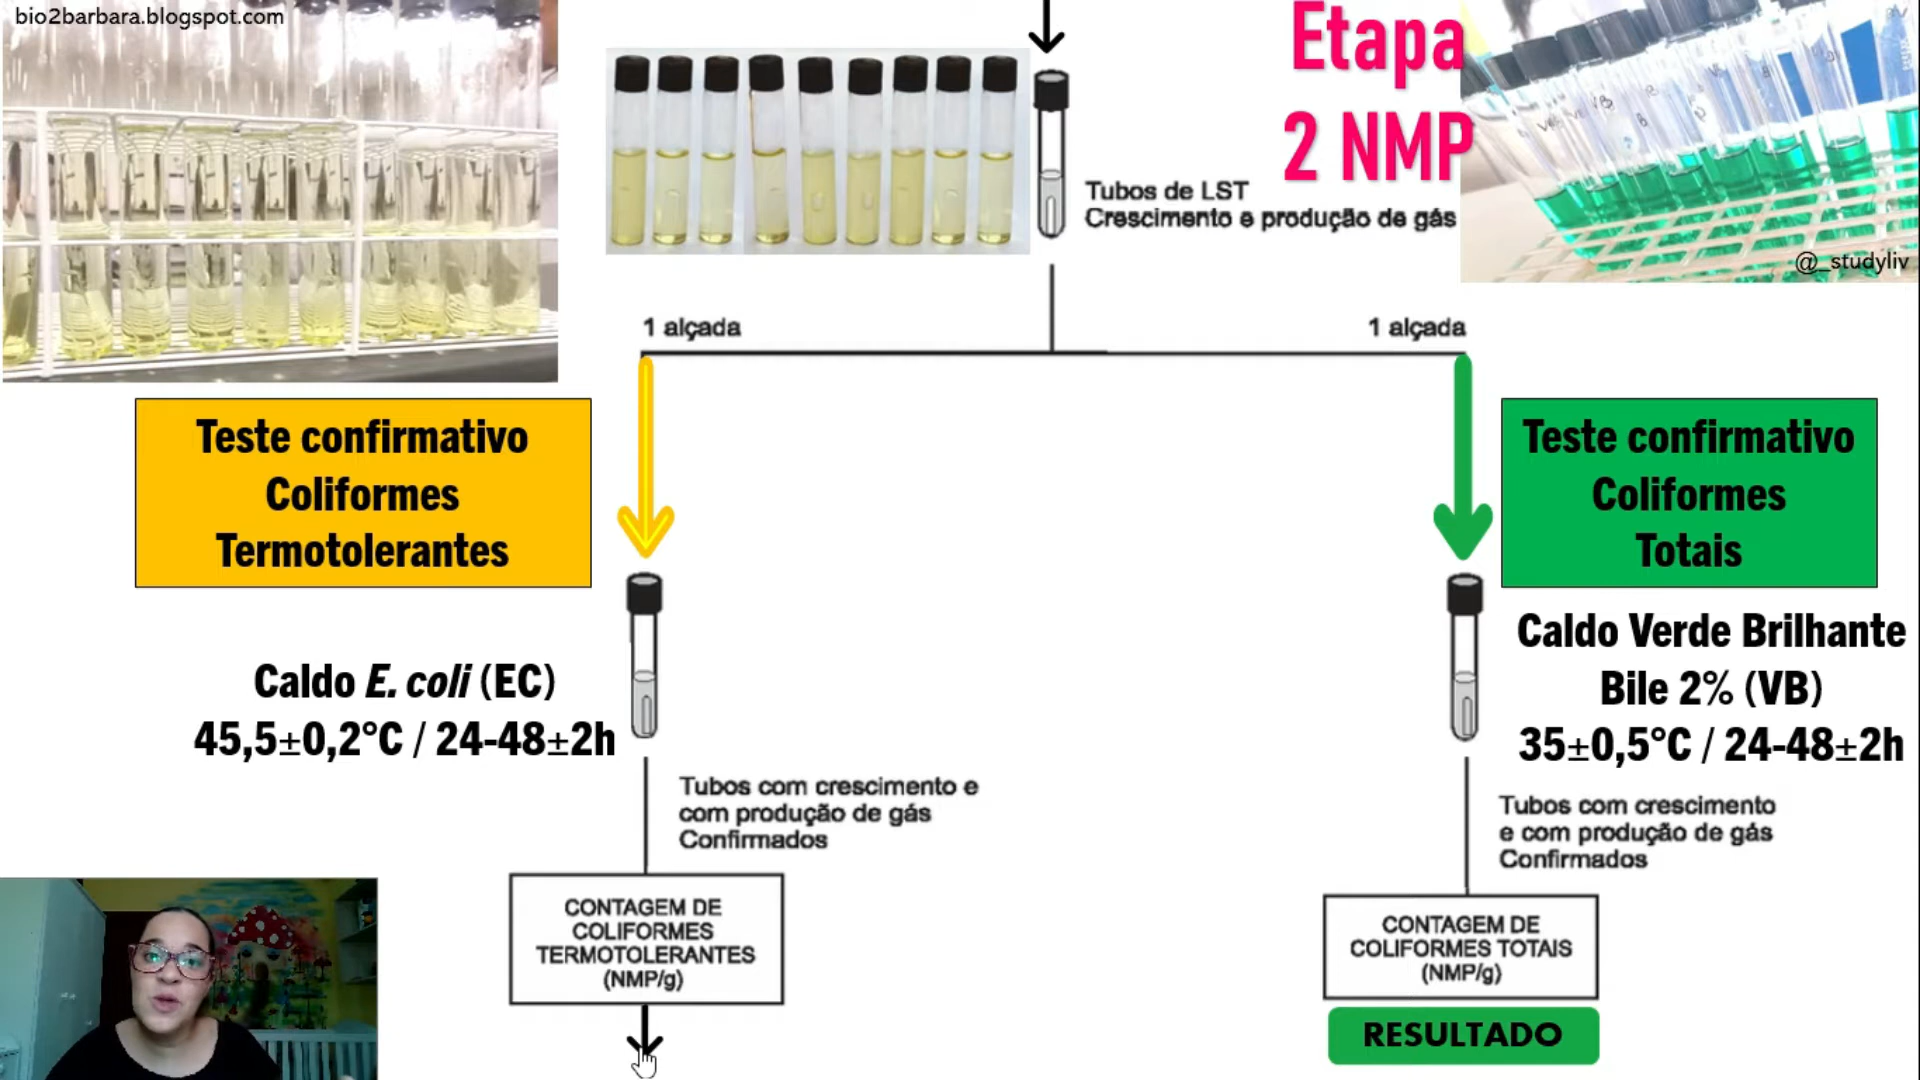 bio2barbara.blogspot.com
Etapa
2 NMP
Tubos de LST
Crescimento e produção de gás
@_studyliv
1 alçada
1 alçada
Teste confirmativo
Coliformes
Termotolerantes
Teste confirmativo
Coliformes
Totais
Caldo E. coli (EC)
45,5±0,2°C / 24-48±2h
Caldo Verde Brilhante
Bile 2% (VB)
35±0,5°C / 24-48±2h
Tubos com crescimento e
com produção de gás
Confirmados
Tubos com crescimento
e com produção de gás
Confirmados
CONTAGEM DE
COLIFORMES
TERMOTOLERANTES
(NMP/g)
CONTAGEM DE
COLIFORMES TOTAIS
(NMP/g)
RESULTADO